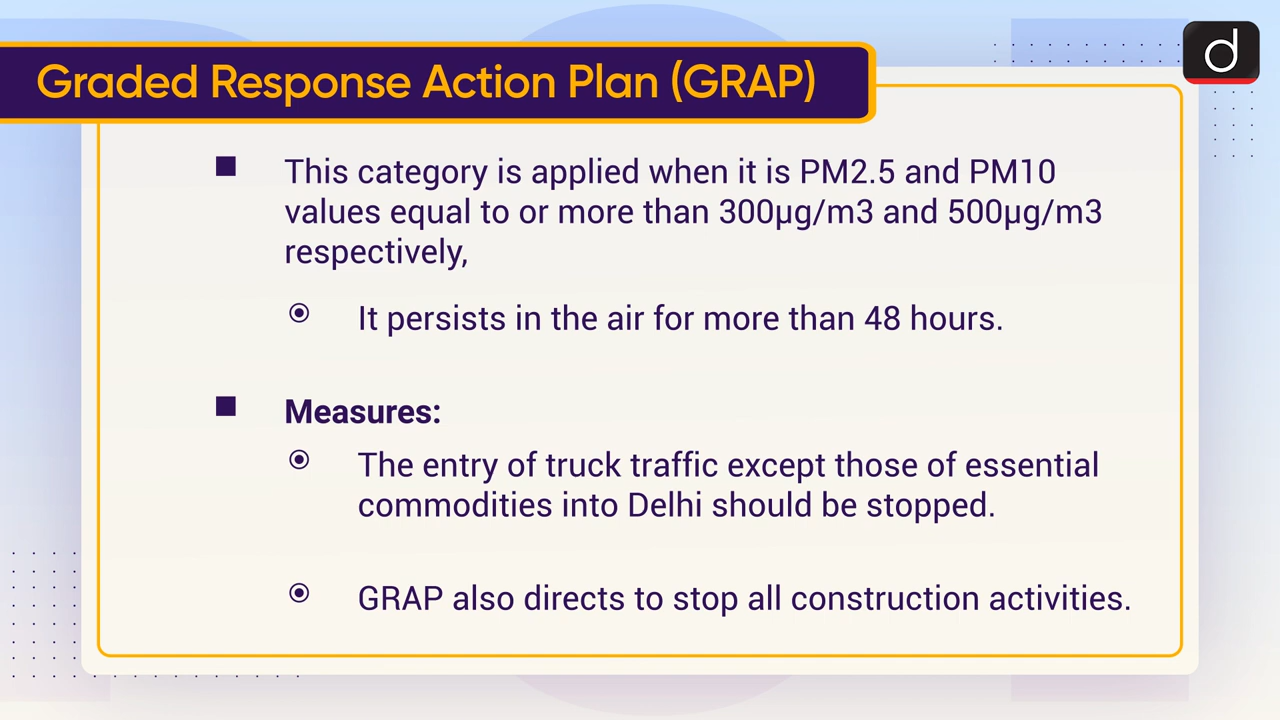 Graded Response Action Plan (GRAP)
d
This category is applied when it is PM2.5 and PM10
values equal to or more than 300µg/m3 and 500µg/m3
respectively,
It persists in the air for more than 48 hours.
Measures:
The entry of truck traffic except those of essential
commodities into Delhi should be stopped.
GRAP also directs to stop all construction activities.